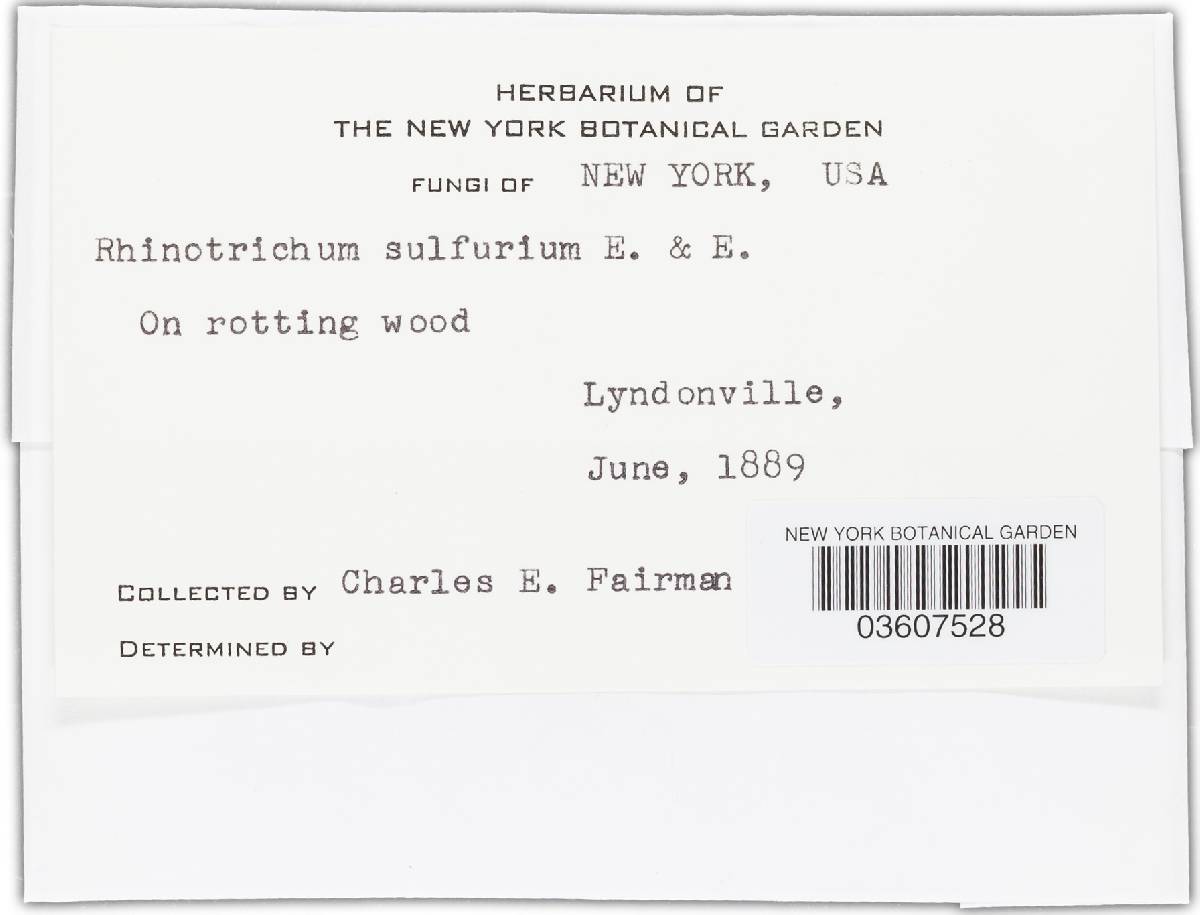 HERBARIUM OF
THE NEW YORK BOTANICAL GARDEN
FUNGI OF NEW YORK, USA
Rhinotrichum sulfurium E. & E.
On rotting wood
Lyndonville,
June, 1889
NEW YORK BOTANICAL GARDEN
03607528
COLLECTED BY Charles E. Fairman
DETERMINED BY